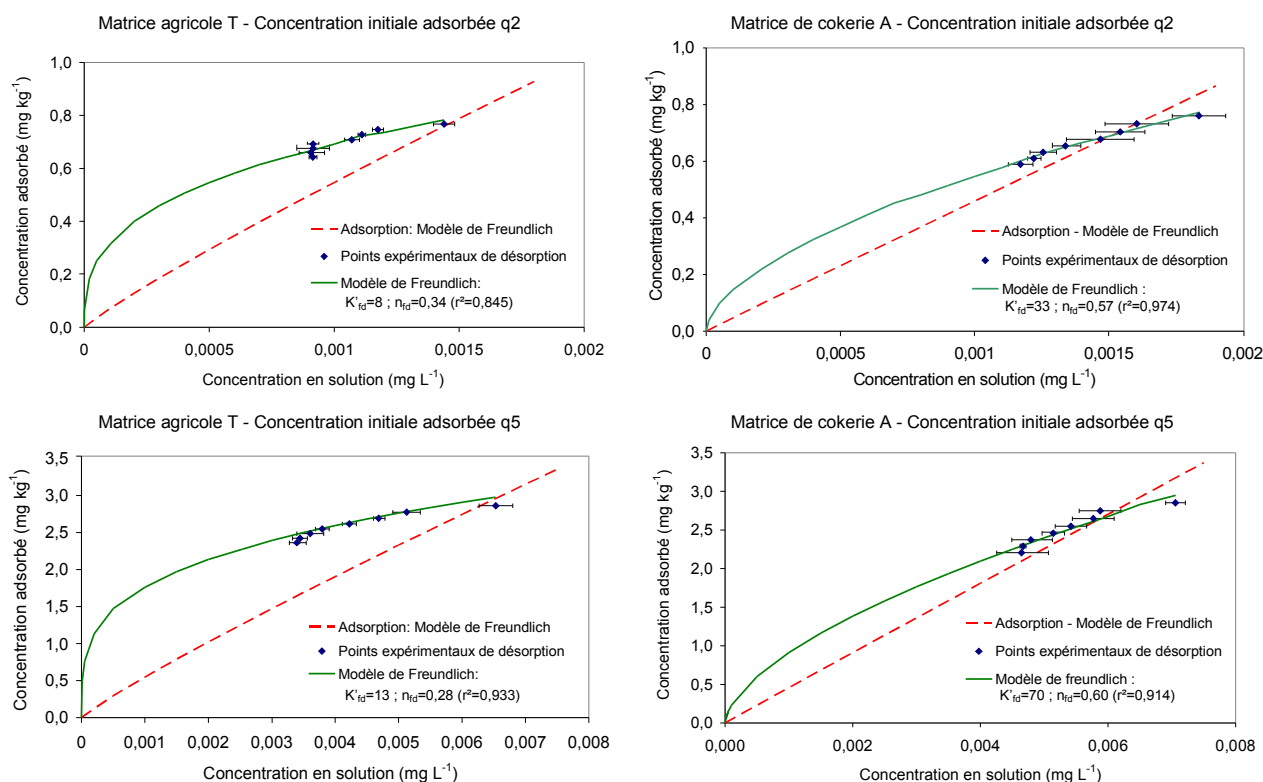 Matrice agricole T - Concentration initiale adsorbée q2
Concentration adsorbé (mg kg⁻¹)
1,0
0,8
0,6
0,4
0,2
0,0
Adsorption: Modèle de Freundlich
Points expérimentaux de désorption
Modèle de Freundlich:
K'fd=8 ; nfd=0,34 (r²=0,845)
0 0,0005 0,001 0,0015 0,002
Concentration en solution (mg L⁻¹)
Matrice de cokerie A - Concentration initiale adsorbée q2
Concentration adsorbé (mg kg⁻¹)
1,0
0,8
0,6
0,4
0,2
0,0
Adsorption - Modèle de Freundlich
Points expérimentaux de désorption
Modèle de Freundlich :
K'fd=33 ; nfd=0,57 (r²=0,974)
0 0,0005 0,001 0,0015 0,002
Concentration en solution (mg L⁻¹)
Matrice agricole T - Concentration initiale adsorbée q5
Concentration adsorbé (mg kg⁻¹)
3,5
3,0
2,5
2,0
1,5
1,0
0,5
0,0
Adsorption: Modèle de Freundlich
Points expérimentaux de désorption
Modèle de Freundlich:
K'fd=13 ; nfd=0,28 (r²=0,933)
0 0,001 0,002 0,003 0,004 0,005 0,006 0,007 0,008
Concentration en solution (mg L⁻¹)
Matrice de cokerie A - Concentration initiale adsorbée q5
Concentration adsorbé (mg kg⁻¹)
3,5
3,0
2,5
2,0
1,5
1,0
0,5
0,0
Adsorption - Modèle de Freundlich
Points expérimentaux de désorption
Modèle de freundlich :
K'fd=70 ; nfd=0,60 (r²=0,914)
0,000 0,002 0,004 0,006 0,008
Concentration en solution (mg L⁻¹)